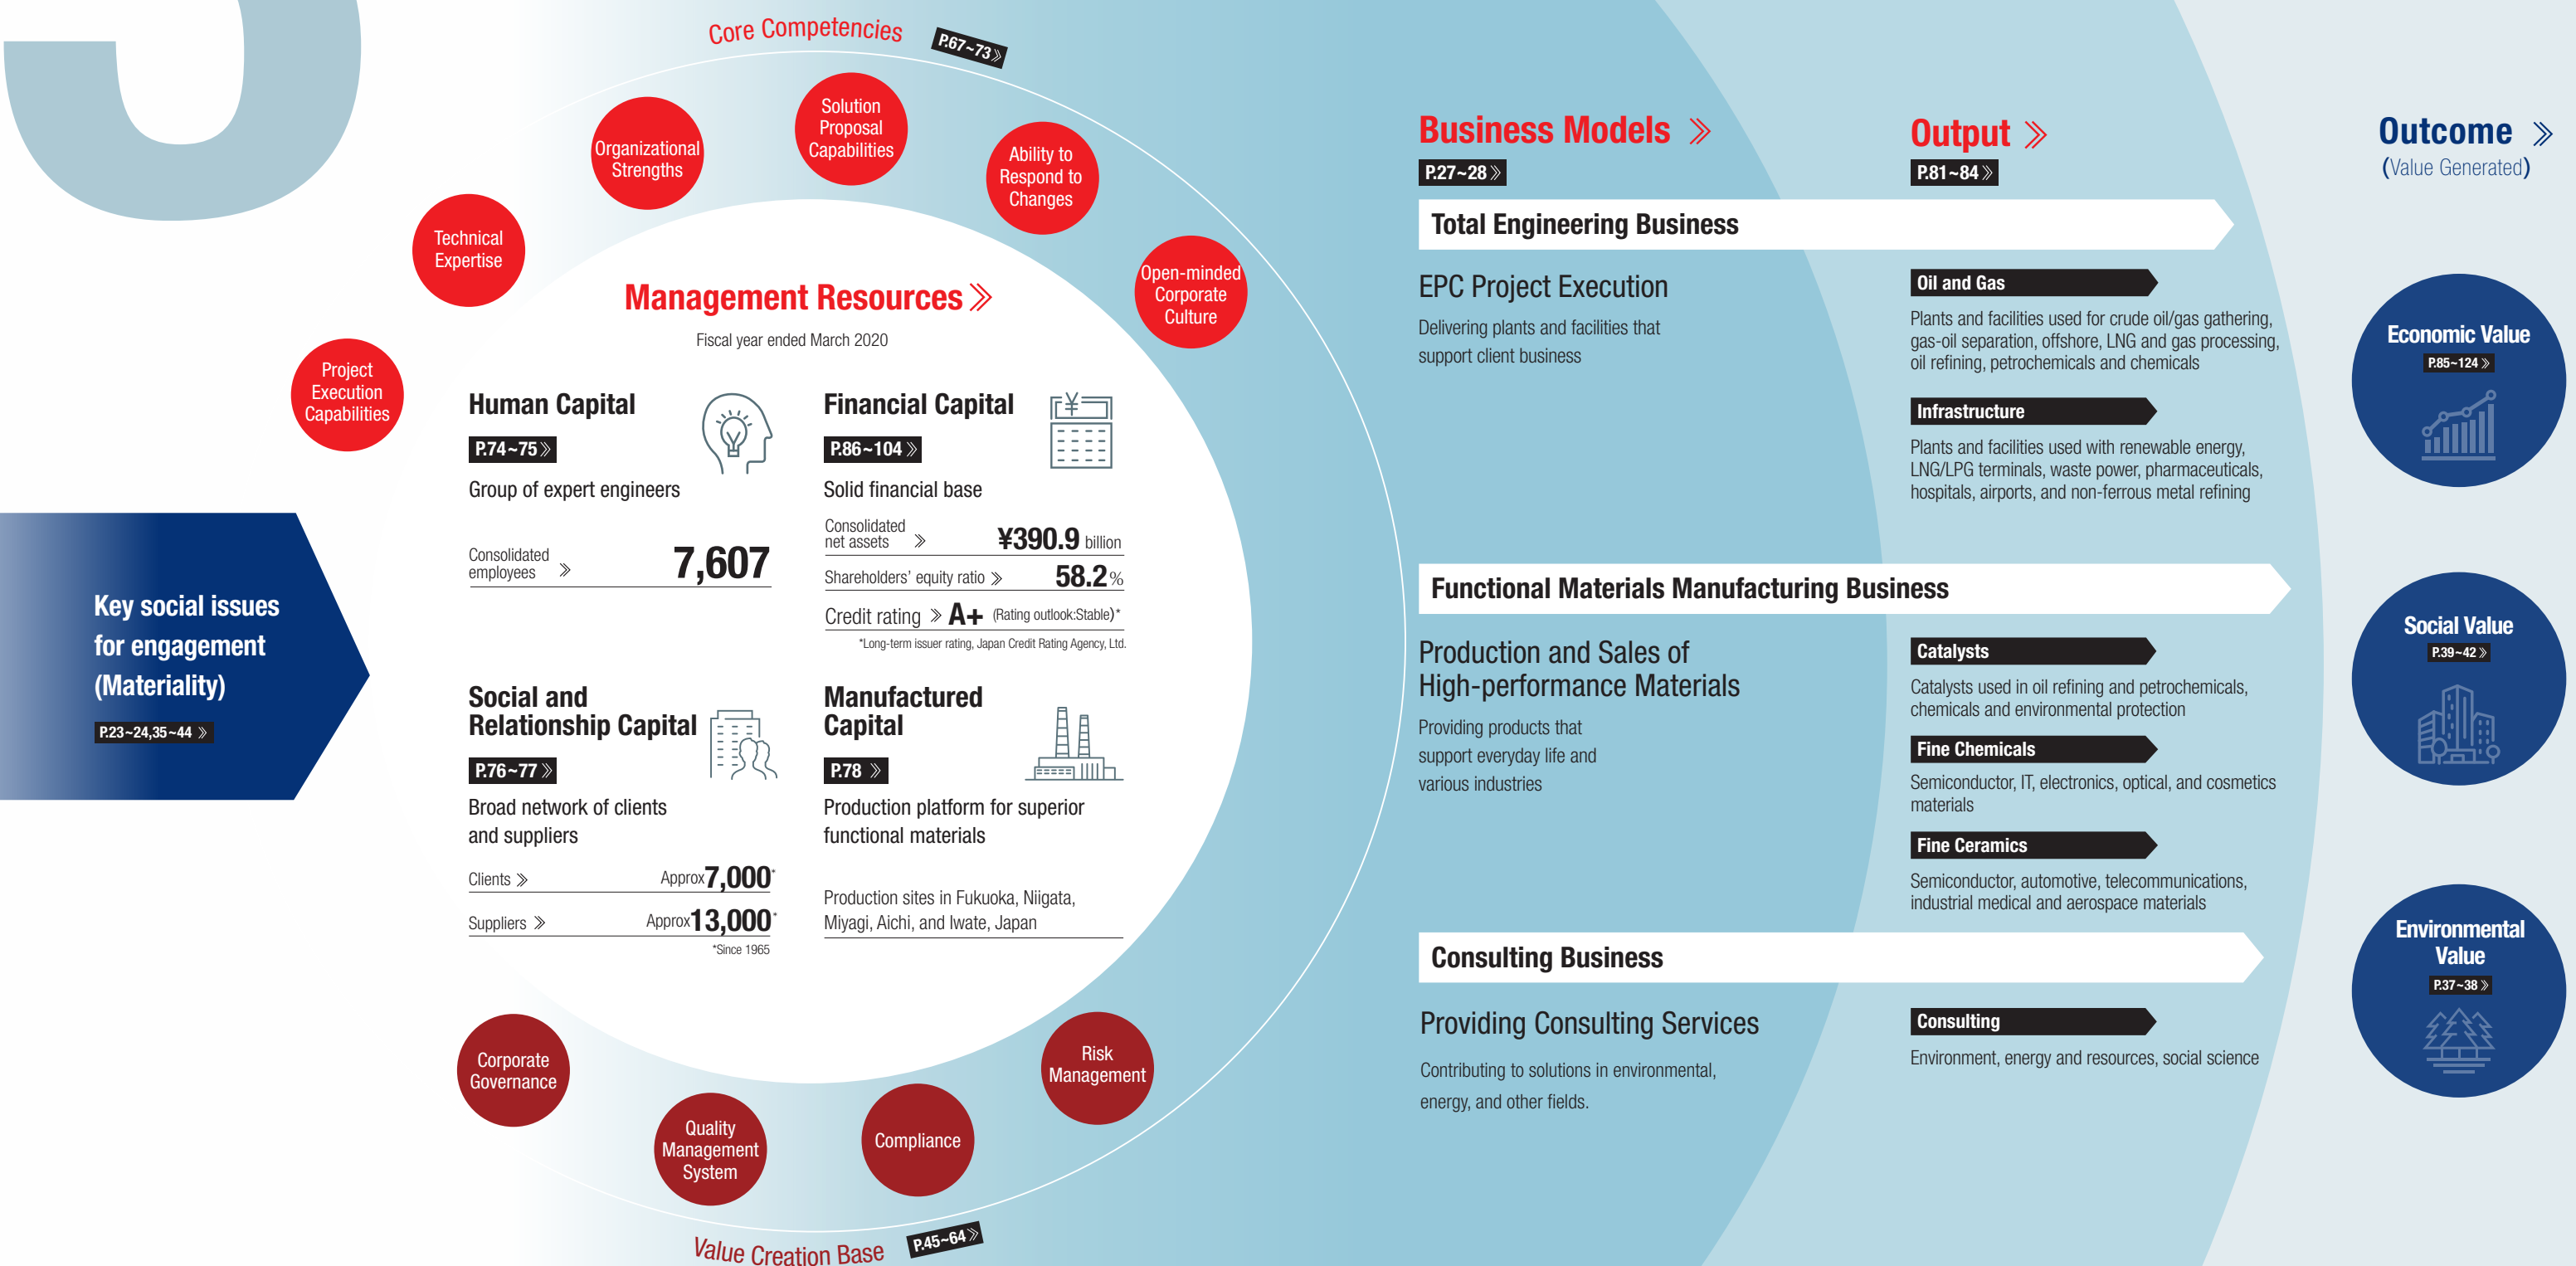 Core Competencies
P.67~73
Project
Execution
Capabilities
Technical
Expertise
Organizational
Strengths
Solution
Proposal
Capabilities
Ability to
Respond to
Changes
Open-minded
Corporate
Culture
Key social issues
for engagement
(Materiality)
P.23~24,35~44
Management Resources
Fiscal year ended March 2020
Human Capital
P.74~75
Group of expert engineers
Consolidated
employees
7,607
Financial Capital
P.86~104
Solid financial base
Consolidated
net assets
¥390.9 billion
Shareholders' equity ratio 58.2%
Credit rating A+ (Rating outlook:Stable)*
*Long-term issuer rating, Japan Credit Rating Agency, Ltd.
Social and
Relationship Capital
P.76~77
Broad network of clients
and suppliers
Clients Approx 7,000*
Suppliers Approx 13,000*
*Since 1965
Manufactured
Capital
P.78
Production platform for superior
functional materials
Production sites in Fukuoka, Niigata,
Miyagi, Aichi, and Iwate, Japan
Corporate
Governance
Quality
Management
System
Compliance
Risk
Management
Value Creation Base
P.45~64
Business Models
P.27~28
Output
P.81~84
Total Engineering Business
EPC Project Execution
Delivering plants and facilities that
support client business
Oil and Gas
Plants and facilities used for crude oil/gas gathering,
gas-oil separation, offshore, LNG and gas processing,
oil refining, petrochemicals and chemicals
Infrastructure
Plants and facilities used with renewable energy,
LNG/LPG terminals, waste power, pharmaceuticals,
hospitals, airports, and non-ferrous metal refining
Functional Materials Manufacturing Business
Production and Sales of
High-performance Materials
Providing products that
support everyday life and
various industries
Catalysts
Catalysts used in oil refining and petrochemicals,
chemicals and environmental protection
Fine Chemicals
Semiconductor, IT, electronics, optical, and cosmetics
materials
Fine Ceramics
Semiconductor, automotive, telecommunications,
industrial medical and aerospace materials
Consulting Business
Providing Consulting Services
Contributing to solutions in environmental,
energy, and other fields.
Consulting
Environment, energy and resources, social science
Outcome
(Value Generated)
Economic Value
P.85~124
Social Value
P.39~42
Environmental
Value
P.37~38